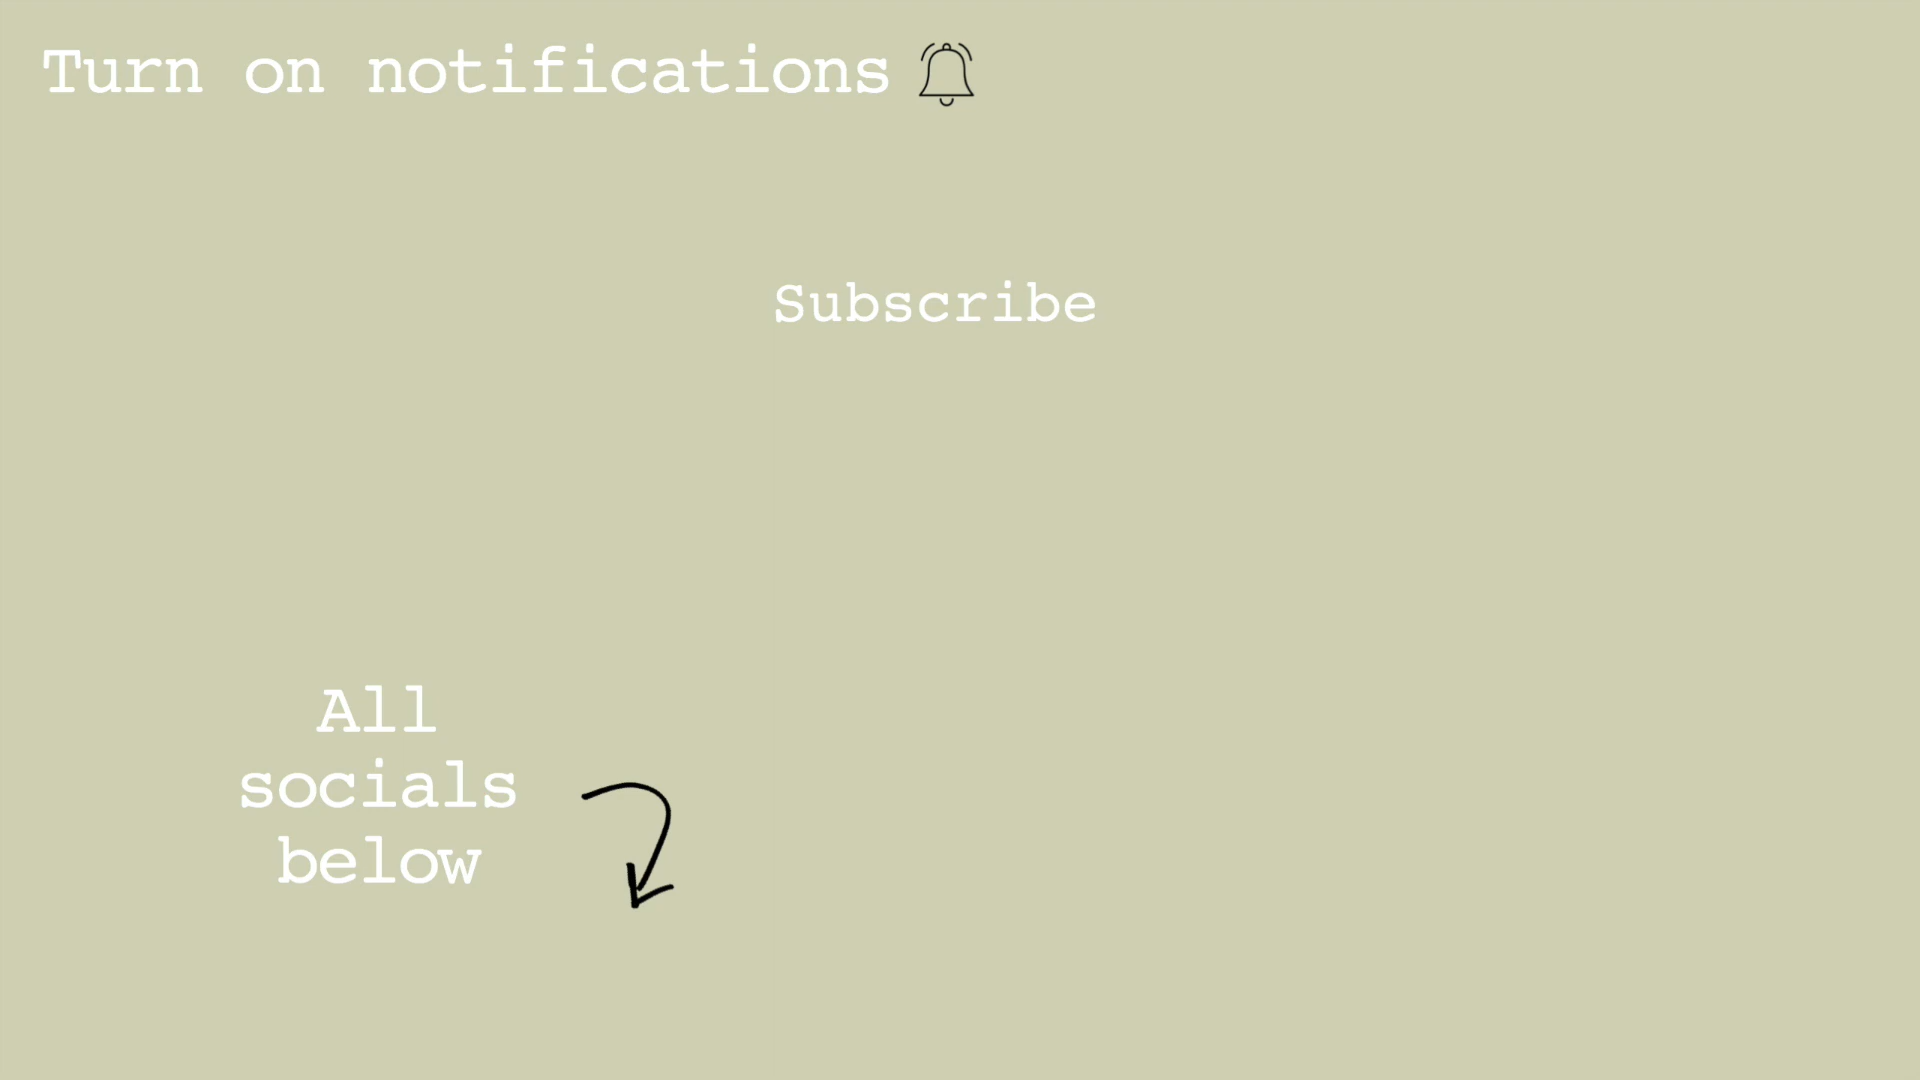 Turn on notifications
Subscribe
All
socials
below